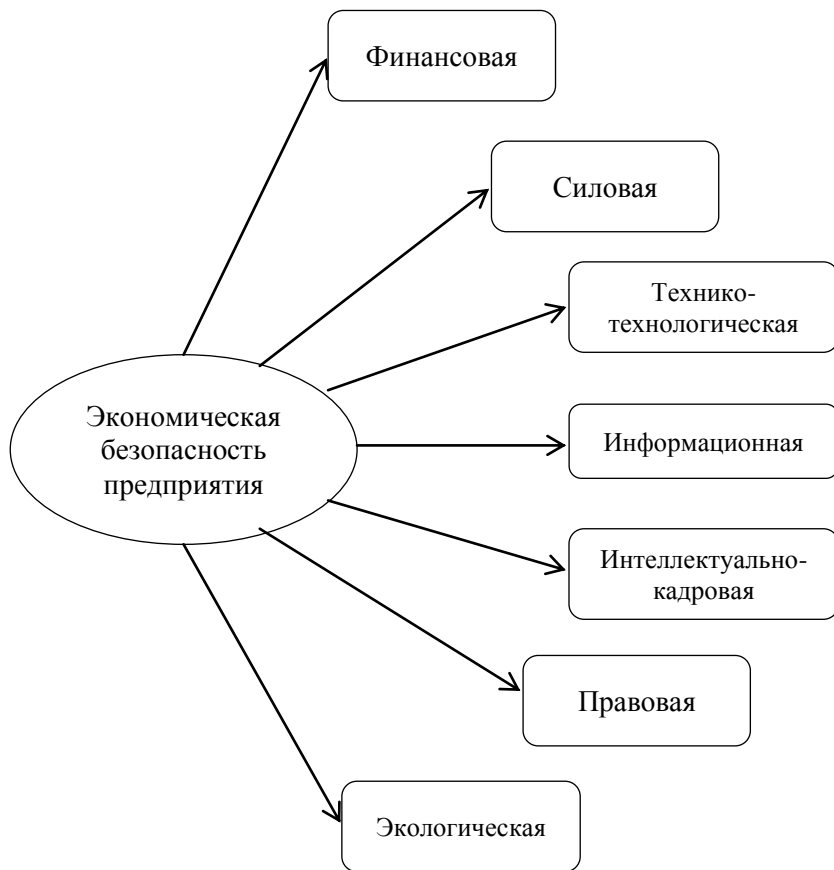 Финансовая
Силовая
Технико-
технологическая
Экономическая
безопасность
предприятия
Информационная
Интеллектуально-
кадровая
Правовая
Экологическая